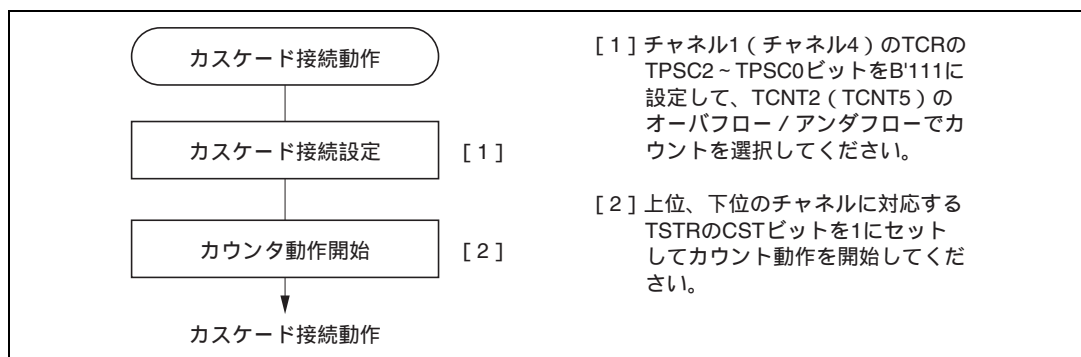 カスケード接続動作
カスケード接続設定 [1]
カウンタ動作開始 [2]
カスケード接続動作
[1] チャネル1(チャネル4)のTCRの
TPSC2~TPSC0ビットをB'111に
設定して、TCNT2(TCNT5)の
オーバフロー/アンダフローでカ
ウントを選択してください。
[2] 上位、下位のチャネルに対応する
TSTRのCSTビットを1にセット
してカウント動作を開始してくだ
さい。